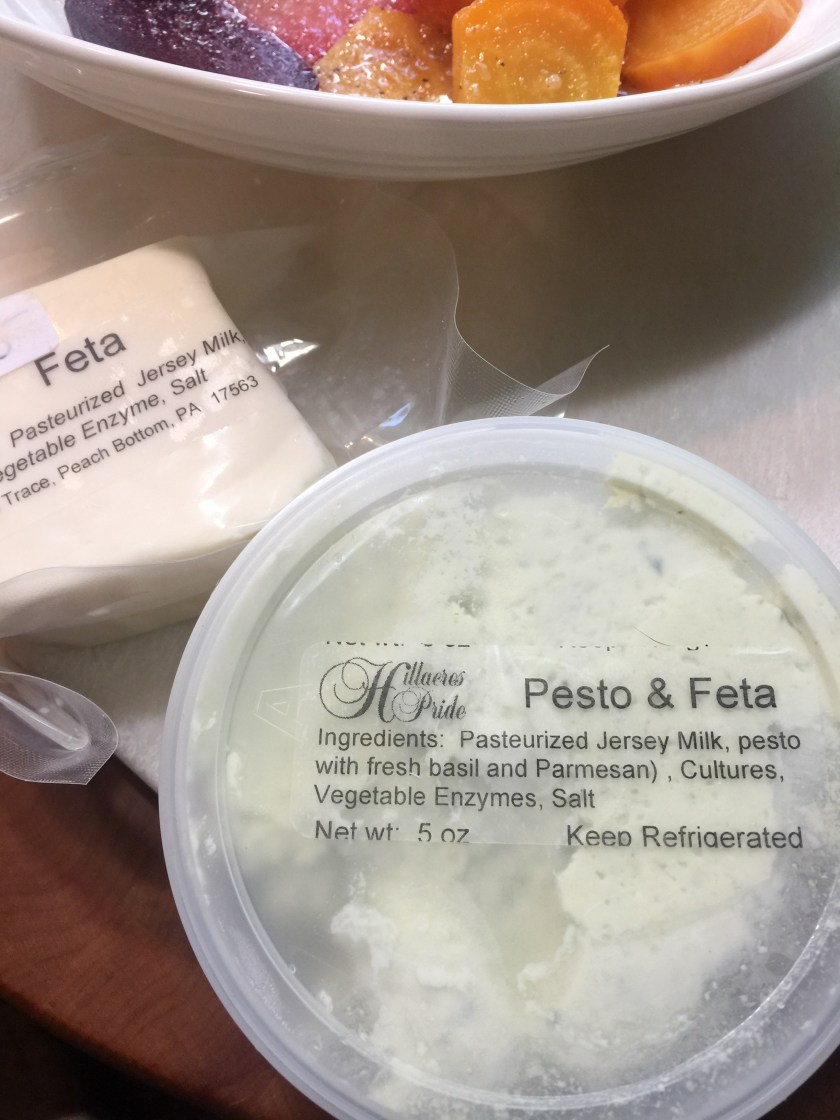 Feta
Pasteurized Jersey Milk,
Vegetable Enzyme, Salt
Trace, Peach Bottom, PA 17563
Hillacres
Pride
Pesto & Feta
Ingredients: Pasteurized Jersey Milk, pesto
with fresh basil and Parmesan) , Cultures,
Vegetable Enzymes, Salt
Net wt: 5 oz Keep Refrigerated